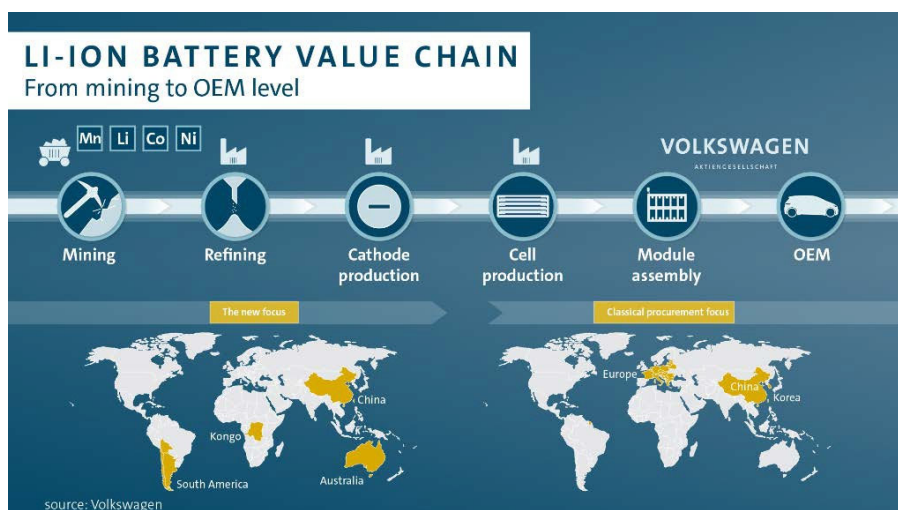 LI-ION BATTERY VALUE CHAIN
From mining to OEM level
Mn Li Co Ni
VOLKSWAGEN
AKTIENGESELLSCHAFT
Mining
Refining
Cathode
production
Cell
production
Module
assembly
OEM
The new focus
Classical procurement focus
China
Kongo
South America
Australia
Europe
China
Korea
source: Volkswagen